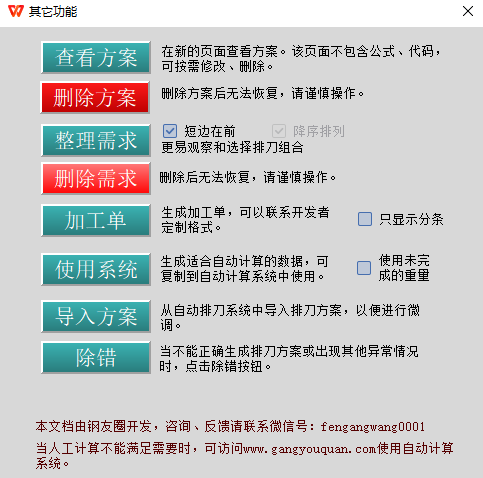 其它功能
查看方案
在新的页面查看方案。该页面不包含公式、代码，
可按需修改、删除。
删除方案
删除方案后无法恢复，请谨慎操作。
整理需求
短边在前
降序排列
更易观察和选择排刀组合
删除需求
删除后无法恢复，请谨慎操作。
加工单
生成加工单，可以联系开发者
定制格式。
只显示分条
使用系统
生成适合自动计算的数据，可
复制到自动计算系统中使用。
使用未完
成的重量
导入方案
从自动排刀系统中导入排刀方案，以便进行微
调。
除错
当不能正确生成排刀方案或出现其他异常情况
时，点击除错按钮。
本文档由钢友圈开发，咨询、反馈请联系微信号：fengangwang0001
当人工计算不能满足需要时，可访问www.gangyouquan.com使用自动计算
系统。